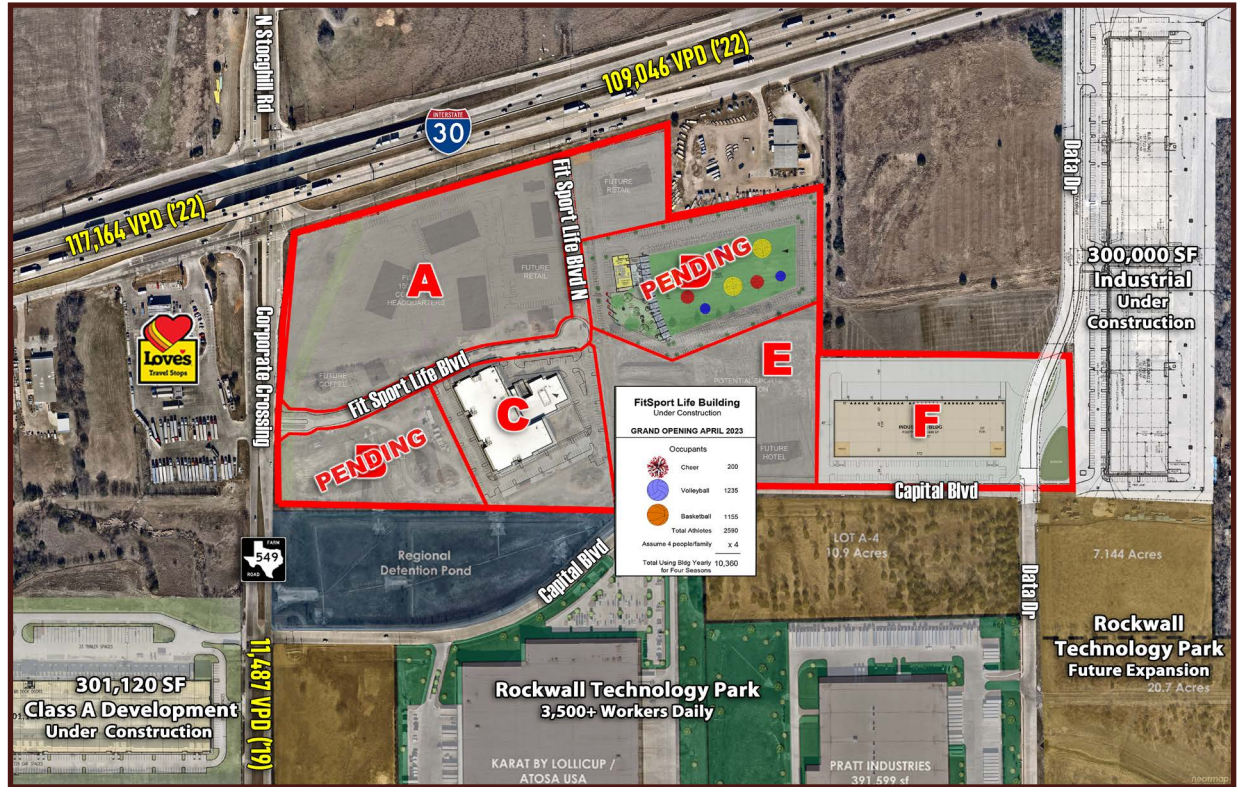 N Stocghill Rd
109,046 VPD ('22)
INTERSTATE
30
117,164 VPD ('22)
Fit Sport Life Blvd N
Data Dr
FUTURE
RETAIL
FUTURE
RETAIL
A
HEADQUARTERS
PENDING
300,000 SF
Industrial
Under
Construction
Love's
Travel Stops
Corporate Crossing
FUTURE
COFFEE
Fit Sport Life Blvd
C
E
POTENTIAL SPORTS
FUTURE
HOTEL
F
PENDING
FitSport Life Building
Under Construction
GRAND OPENING APRIL 2023
Occupants
Cheer 200
Volleyball 1235
Basketball 1155
Total Athletes 2590
Assume 4 people/family x 4
Total Using Bldg Yearly 10,360
for Four Seasons
Capital Blvd
FARM
549
ROAD
Regional
Detention Pond
Capital Blvd
LOT A-4
10.9 Acres
7.144 Acres
Data Dr
Rockwall
Technology Park
Future Expansion
20.7 Acres
301,120 SF
Class A Development
Under Construction
11,487 VPD ('19)
Rockwall Technology Park
3,500+ Workers Daily
KARAT BY LOLLICUP /
ATOSA USA
PRATT INDUSTRIES
391,599 sf
nearmap